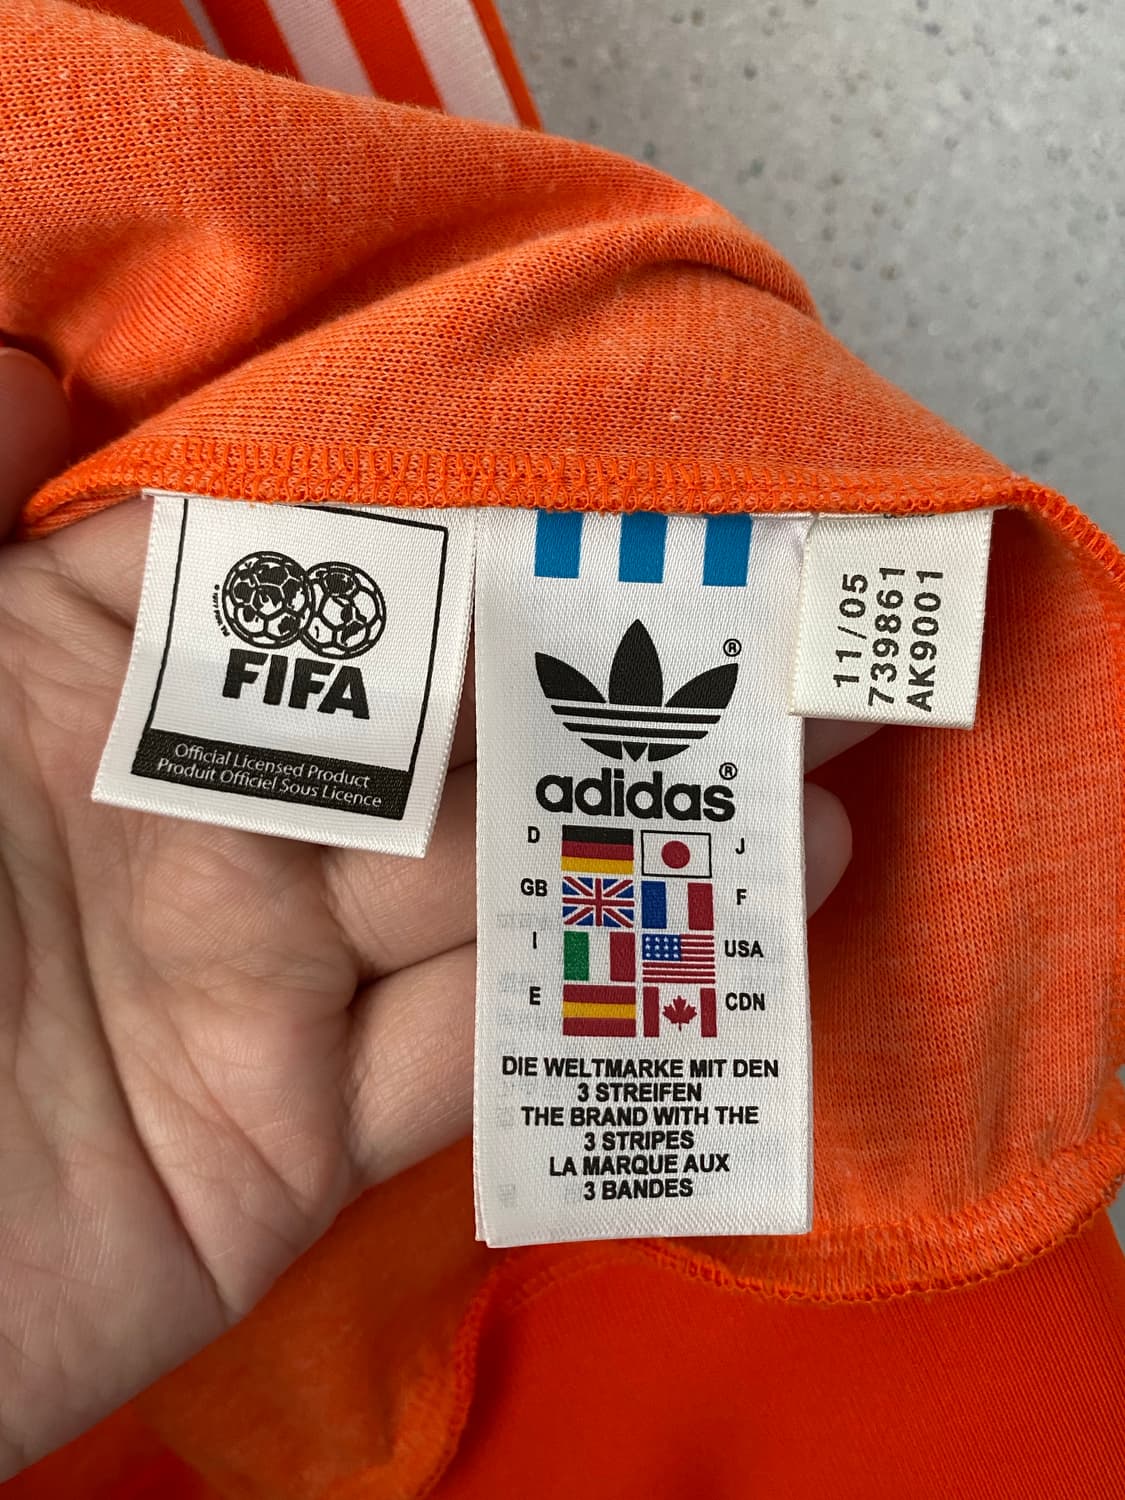 FIFA
Official Licensed Product
Produit Officiel Sous Licence
®
adidas®
D
J
GB
F
I
USA
E
CDN
DIE WELTMARKE MIT DEN
3 STREIFEN
THE BRAND WITH THE
3 STRIPES
LA MARQUE AUX
3 BANDES
11/05
739861
AK9001